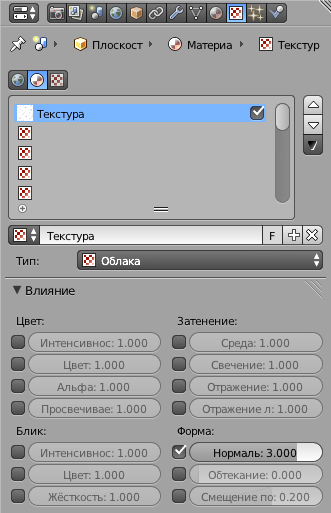 Плоскост Материа Текстур
Текстура
Текстура F
Тип: Облака
Влияние
Цвет: Затенение:
Интенсивнос: 1.000 Среда: 1.000
Цвет: 1.000 Свечение: 1.000
Альфа: 1.000 Отражение: 1.000
Просвечивае: 1.000 Отражение л: 1.000
Блик: Форма:
Интенсивнос: 1.000 Нормаль: 3.000
Цвет: 1.000 Обтекание: 0.000
Жёсткость: 1.000 Смещение по: 0.200